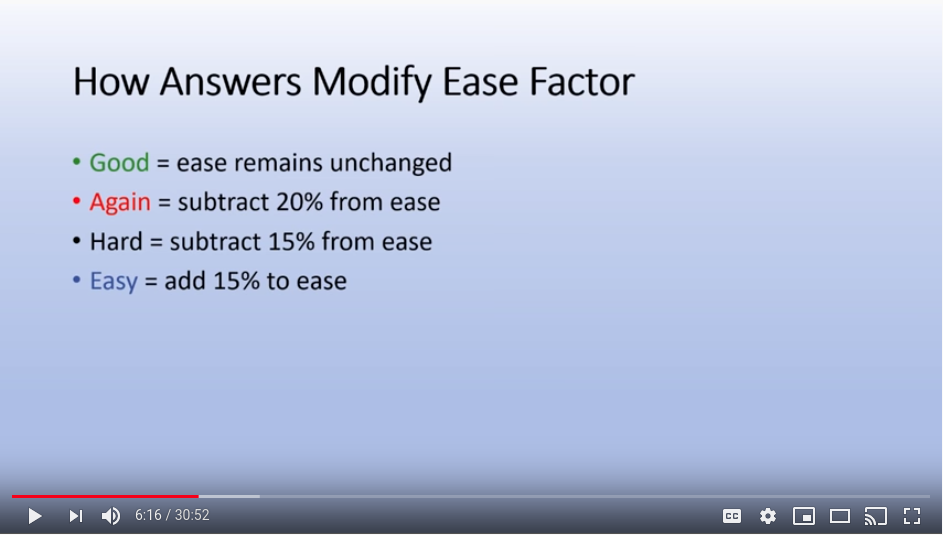 How Answers Modify Ease Factor
• Good = ease remains unchanged
• Again = subtract 20% from ease
• Hard = subtract 15% from ease
• Easy = add 15% to ease
6:16 / 30:52
CC